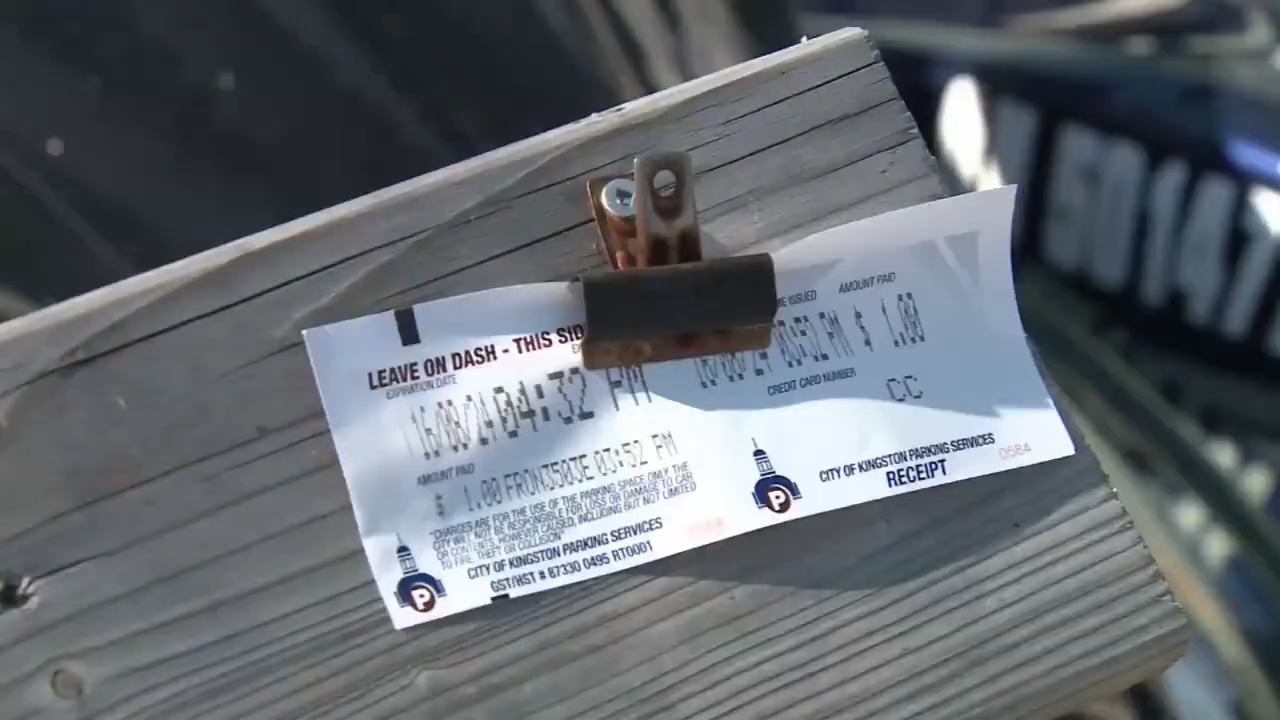 LEAVE ON DASH - THIS SID
EXPIRATION DATE
16/08/24 04:32 PM
AMOUNT PAID
$ 1.00 FRONI503E 03:52 PM
"CHARGES ARE FOR THE USE OF THE PARKING SPACE ONLY. THE
CITY WILL NOT BE RESPONSIBLE FOR LOSS OR DAMAGE TO CAR
OR CONTENTS, HOWEVER CAUSED, INCLUDING BUT NOT LIMITED
TO FIRE, THEFT OR COLLISION"
CITY OF KINGSTON PARKING SERVICES
GST/HST # 87330 0495 RT0001
P
ME ISSUED AMOUNT PAID
16/08/24 03:52 PM $ 1.00
CREDIT CARD NUMBER
CC
P
CITY OF KINGSTON PARKING SERVICES
RECEIPT
0584